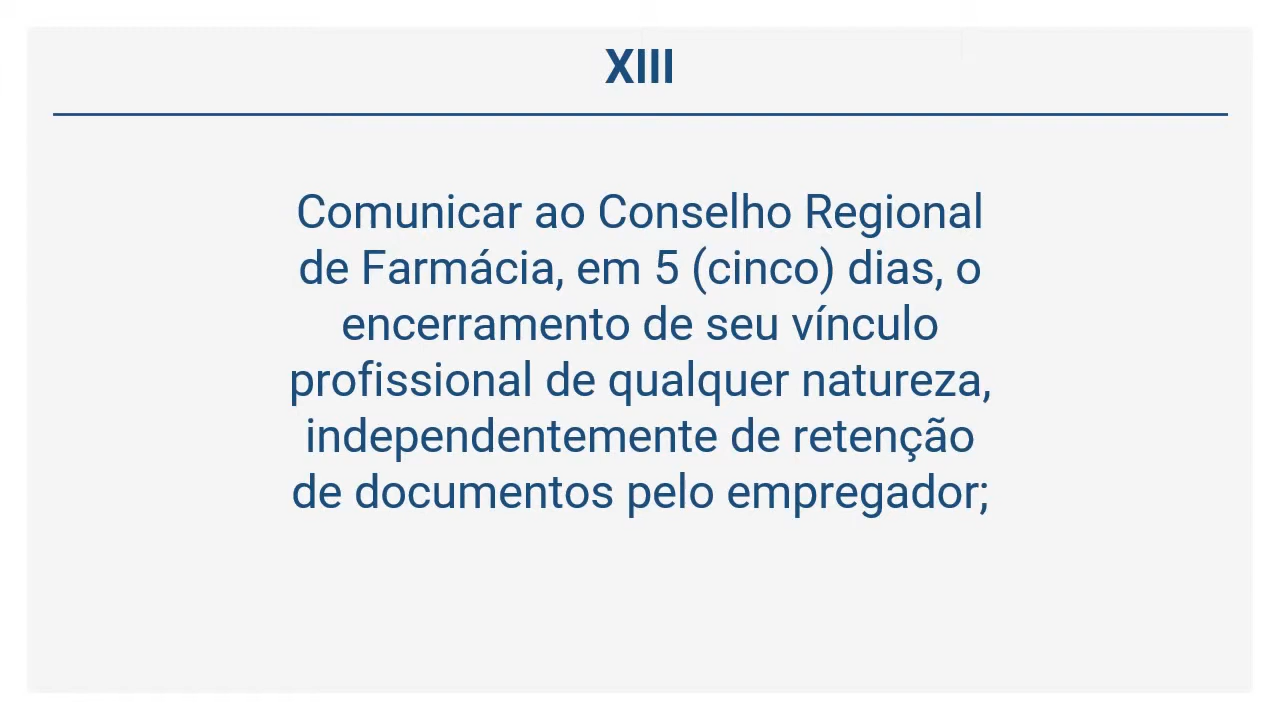 XIII
Comunicar ao Conselho Regional
de Farmácia, em 5 (cinco) dias, o
encerramento de seu vínculo
profissional de qualquer natureza,
independentemente de retenção
de documentos pelo empregador;